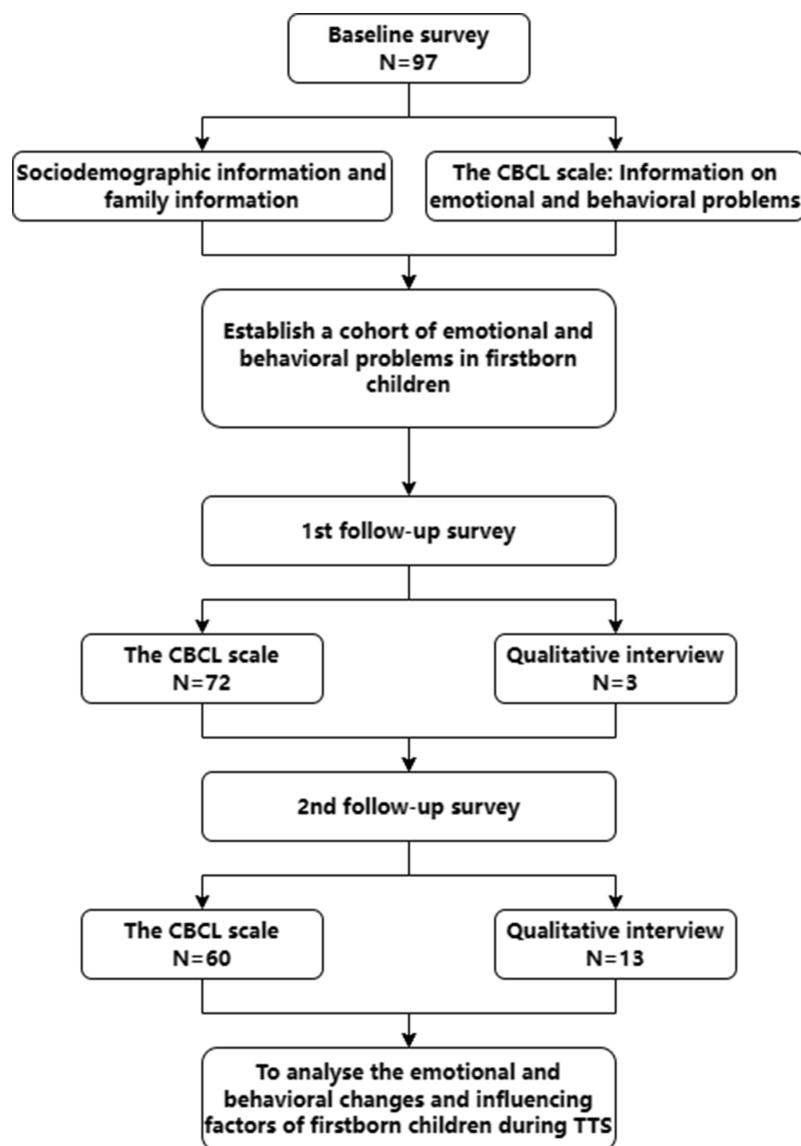 Baseline survey
N=97
Sociodemographic information and
family information
The CBCL scale: Information on
emotional and behavioral problems
Establish a cohort of emotional and
behavioral problems in firstborn
children
1st follow-up survey
The CBCL scale
N=72
Qualitative interview
N=3
2nd follow-up survey
The CBCL scale
N=60
Qualitative interview
N=13
To analyse the emotional and
behavioral changes and influencing
factors of firstborn children during TTS